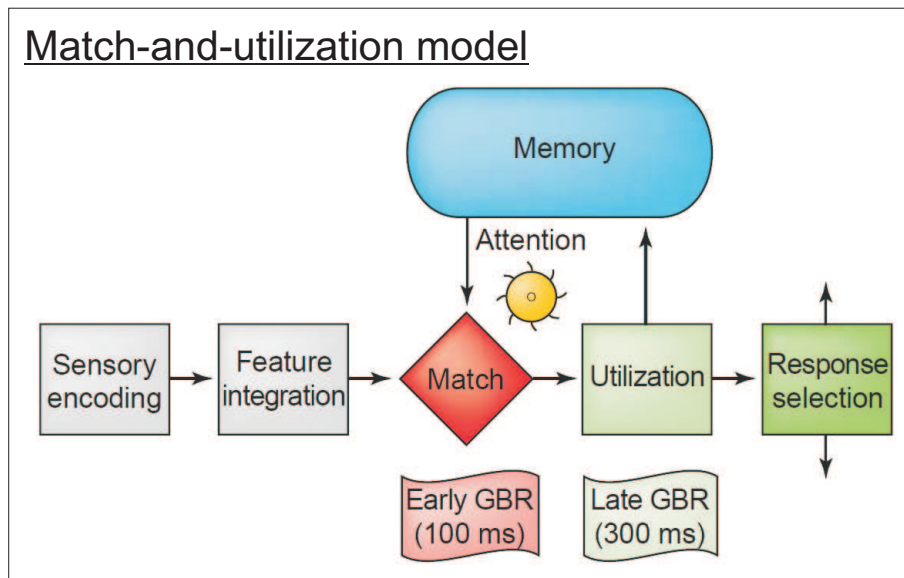 Match-and-utilization model
Memory
Attention
Sensory
encoding
Feature
integration
Match
Utilization
Response
selection
Early GBR
(100 ms)
Late GBR
(300 ms)